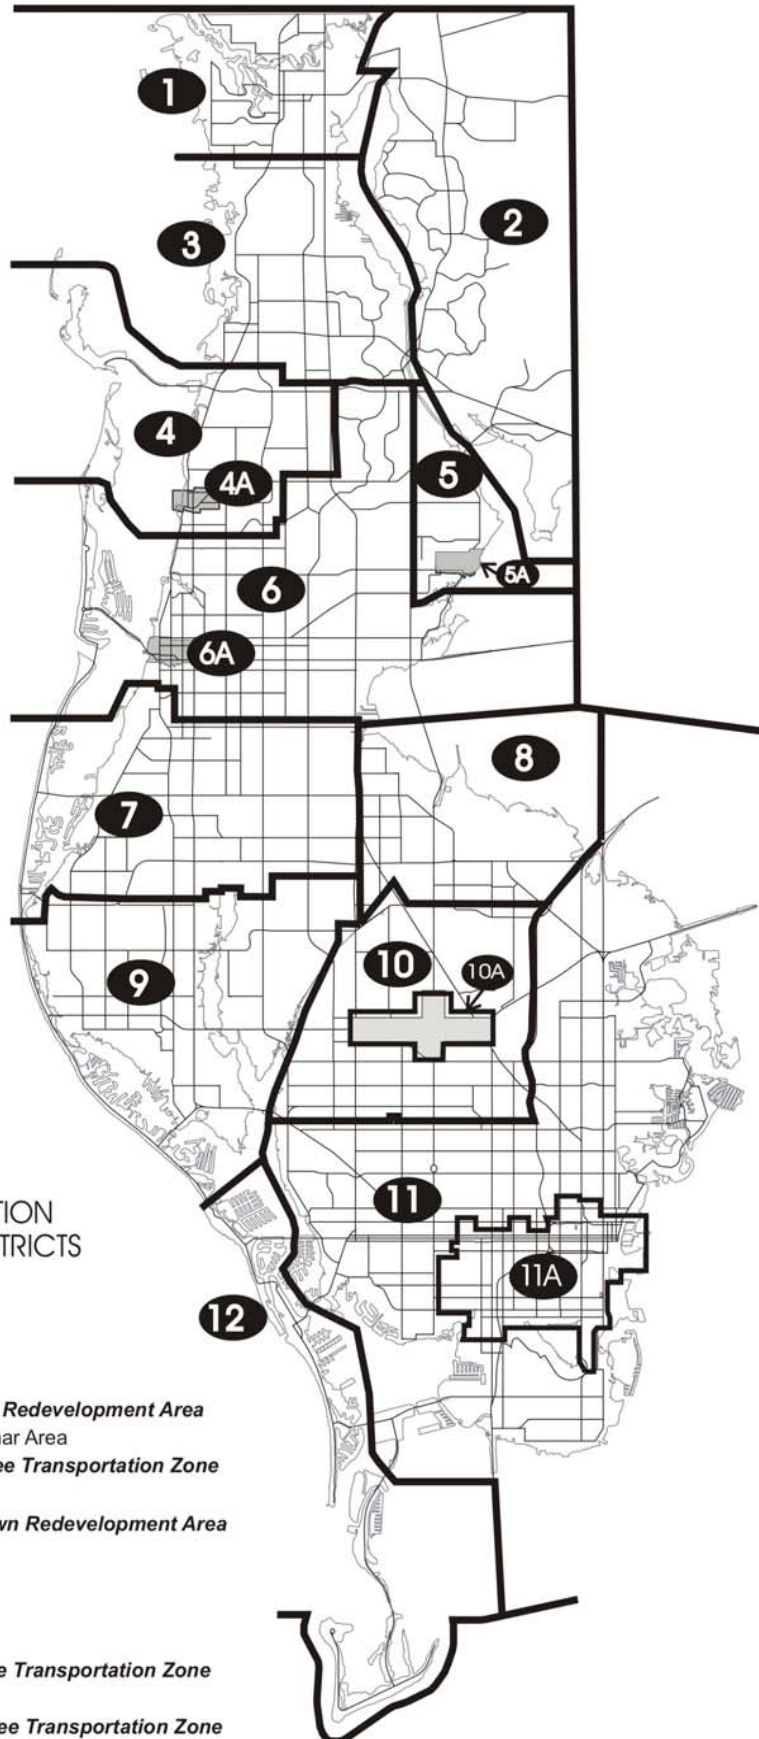 1
2
3
4
4A
5
5A
6
6A
7
8
9
10
10A
11
11A
12
TION
TRICTS
Redevelopment Area
ar Area
ee Transportation Zone
wn Redevelopment Area
e Transportation Zone
ee Transportation Zone